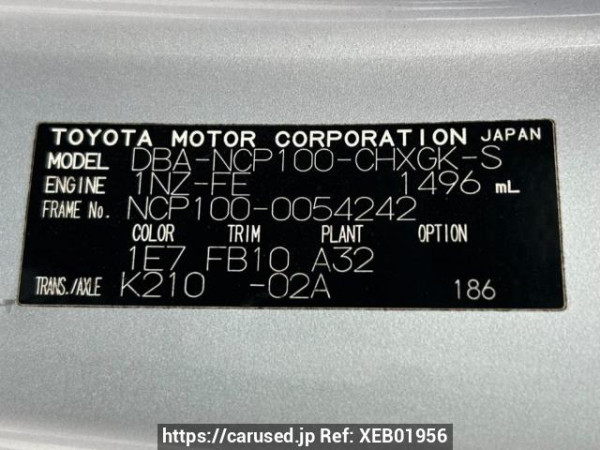 TOYOTA MOTOR CORPORATION JAPAN
MODEL DBA-NCP100-CHXGK-S
ENGINE 1NZ-FE 1496 mL
FRAME No. NCP100-0054242
COLOR TRIM PLANT OPTION
1E7 FB10 A32
TRANS./AXLE K210 -02A 186
https://carused.jp Ref: XEB01956